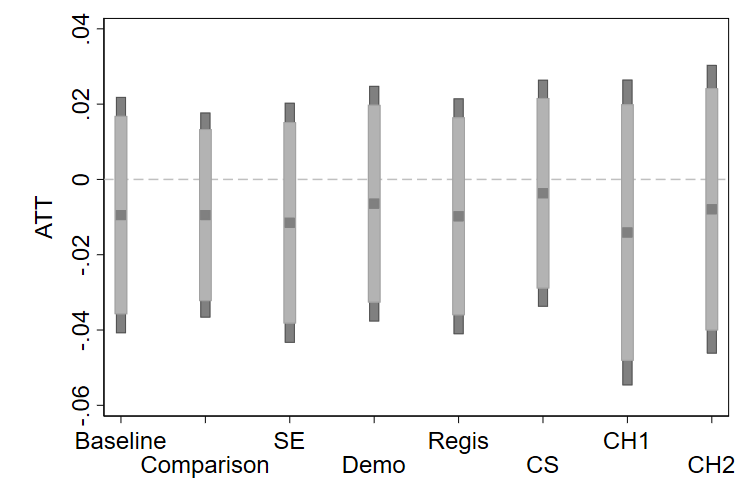 .04
.02
0
-.02
-.04
-.06
ATT
Baseline
SE
Regis
CH1
Comparison
Demo
CS
CH2